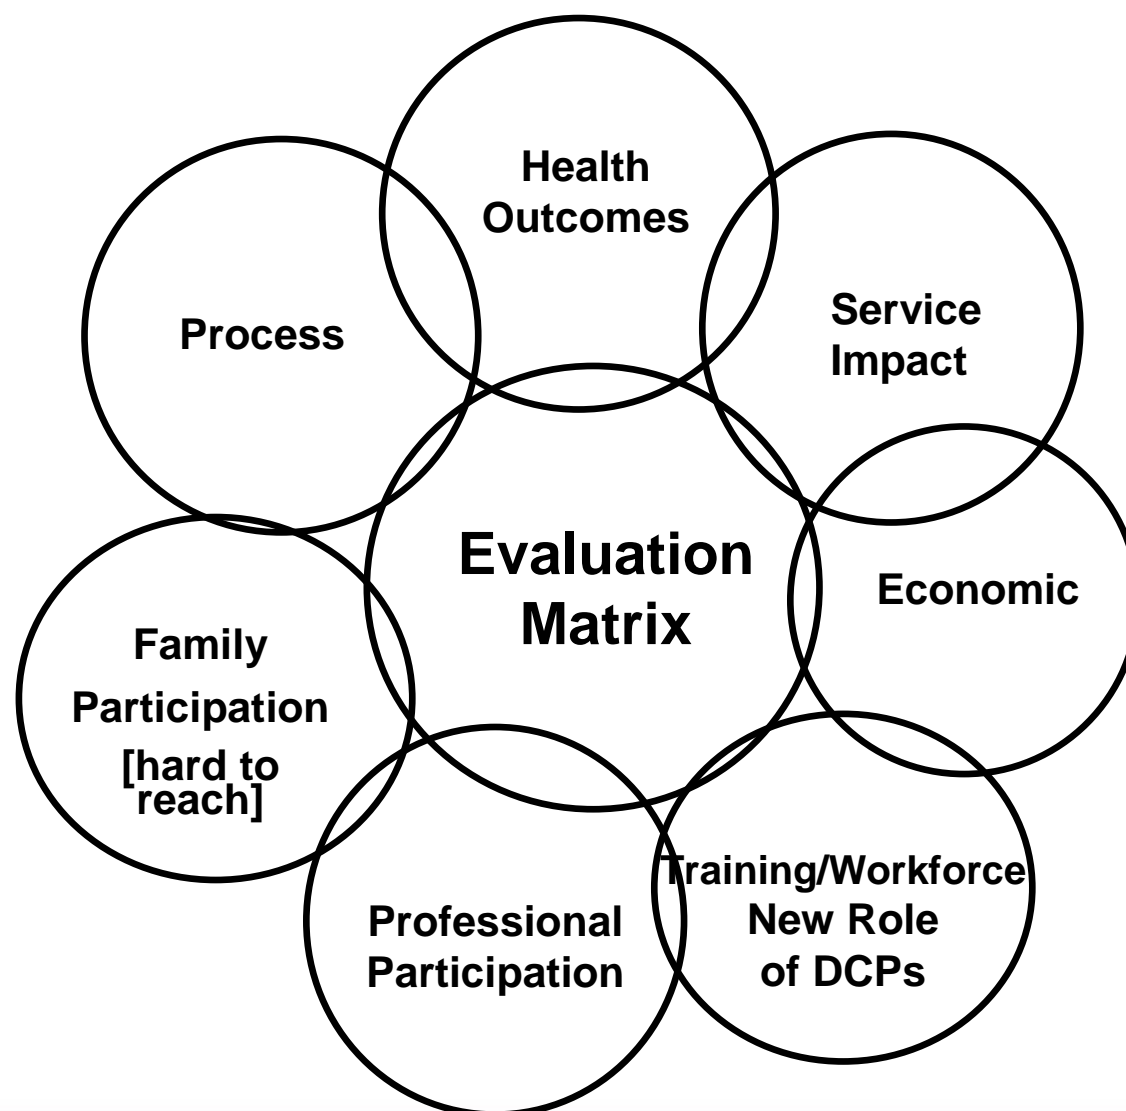 Health
Outcomes
Process
Service
Impact
Evaluation
Matrix
Economic
Family
Participation
[hard to
reach]
Training/Workforce
New Role
of DCPs
Professional
Participation